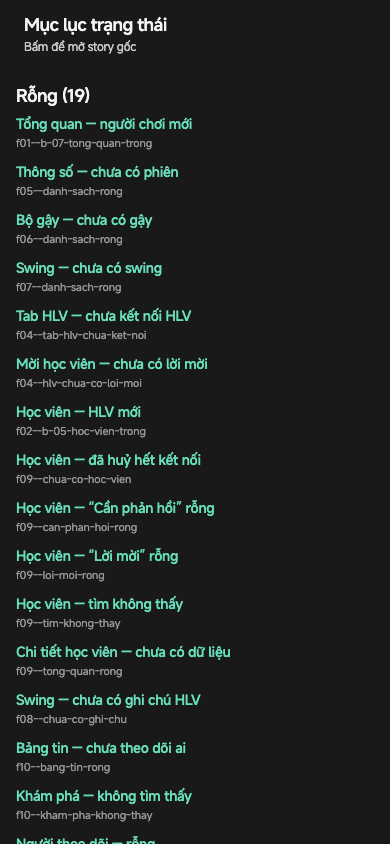 Mục lục trạng thái
Bấm để mở story gốc
Rỗng (19)
Tổng quan — người chơi mới
f01--b-07-tong-quan-trong
Thông số — chưa có phiên
f05--danh-sach-rong
Bộ gậy — chưa có gậy
f06--danh-sach-rong
Swing — chưa có swing
f07--danh-sach-rong
Tab HLV — chưa kết nối HLV
f04--tab-hlv-chua-ket-noi
Mời học viên — chưa có lời mời
f04--hlv-chua-co-loi-moi
Học viên — HLV mới
f02--b-05-hoc-vien-trong
Học viên — đã huỷ hết kết nối
f09--chua-co-hoc-vien
Học viên — “Cần phản hồi” rỗng
f09--can-phan-hoi-rong
Học viên — “Lời mời” rỗng
f09--loi-moi-rong
Học viên — tìm không thấy
f09--tim-khong-thay
Chi tiết học viên — chưa có dữ liệu
f09--tong-quan-rong
Swing — chưa có ghi chú HLV
f08--chua-co-ghi-chu
Bảng tin — chưa theo dõi ai
f10--bang-tin-rong
Khám phá — không tìm thấy
f10--kham-pha-khong-thay
Người theo dõi — rỗng